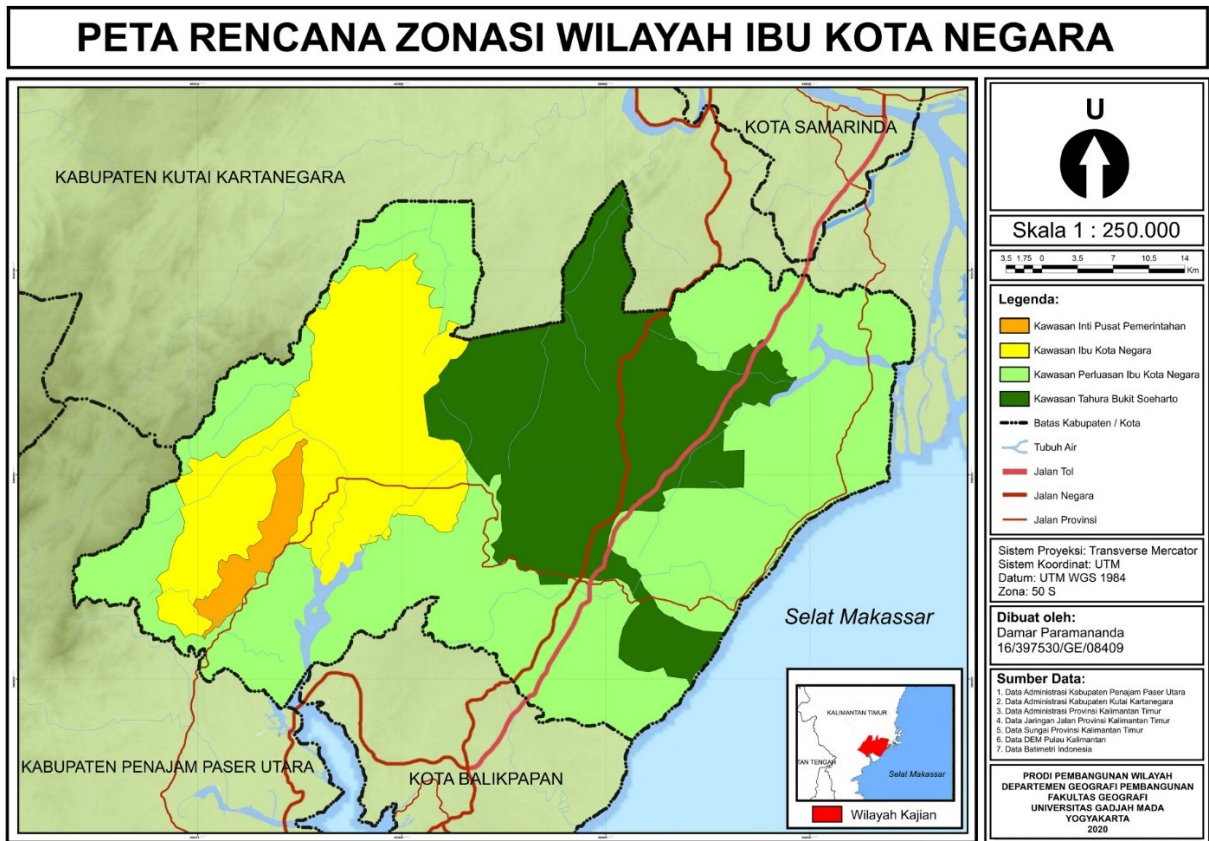 PETA RENCANA ZONASI WILAYAH IBU KOTA NEGARA
KABUPATEN KUTAI KARTANEGARA
KOTA SAMARINDA
Selat Makassar
KABUPATEN PENAJAM PASER UTARA
KOTA BALIKPAPAN
KALIMANTAN TIMUR
TAN TENGAH
Selat Makassar
Wilayah Kajian
U
Skala 1 : 250.000
3,5 1,75 0 3,5 7 10,5 14
Km
Legenda:
Kawasan Inti Pusat Pemerintahan
Kawasan Ibu Kota Negara
Kawasan Perluasan Ibu Kota Negara
Kawasan Tahura Bukit Soeharto
Batas Kabupaten / Kota
Tubuh Air
Jalan Tol
Jalan Negara
Jalan Provinsi
Sistem Proyeksi: Transverse Mercator
Sistem Koordinat: UTM
Datum: UTM WGS 1984
Zona: 50 S
Dibuat oleh:
Damar Paramananda
16/397530/GE/08409
Sumber Data:
1. Data Administrasi Kabupaten Penajam Paser Utara
2. Data Administrasi Kabupaten Kutai Kartanegara
3. Data Administrasi Provinsi Kalimantan Timur
4. Data Jaringan Jalan Provinsi Kalimantan Timur
5. Data Sungai Provinsi Kalimantan Timur
6. Data DEM Pulau Kalimantan
7. Data Batimetri Indonesia
PRODI PEMBANGUNAN WILAYAH
DEPARTEMEN GEOGRAFI PEMBANGUNAN
FAKULTAS GEOGRAFI
UNIVERSITAS GADJAH MADA
YOGYAKARTA
2020